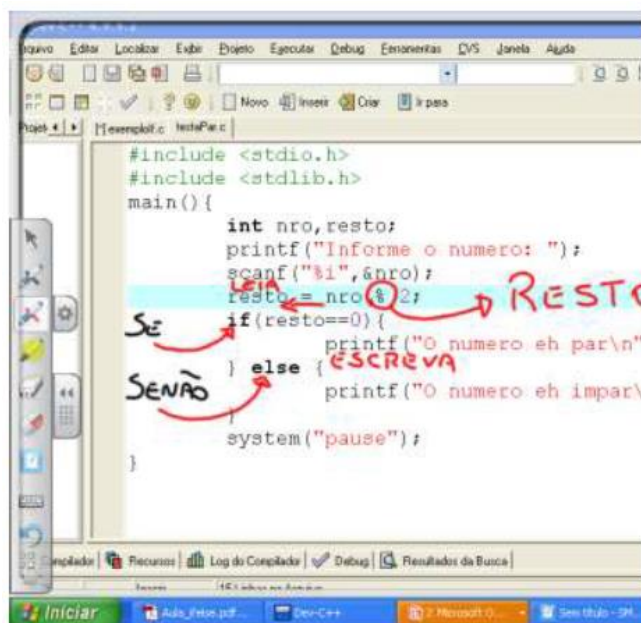 Editar Localizar Exibir Projeto Executar Debug Ferramentas CVS Janela Ajuda
Novo Inserir Criar Ir para
exemploIf.c testaPar.c
#include <stdio.h>
#include <stdlib.h>
main(){
int nro,resto;
printf("Informe o numero: ");
scanf("%i",&nro);
LEIA
resto = nro % 2; RESTO
SE if(resto==0){
printf("O numero eh par\n"
} else { ESCREVA
SENÃO printf("O numero eh impar\
}
system("pause");
}
Recursos Log do Compilador Debug Resultados da Busca
Iniciar Dev-C++